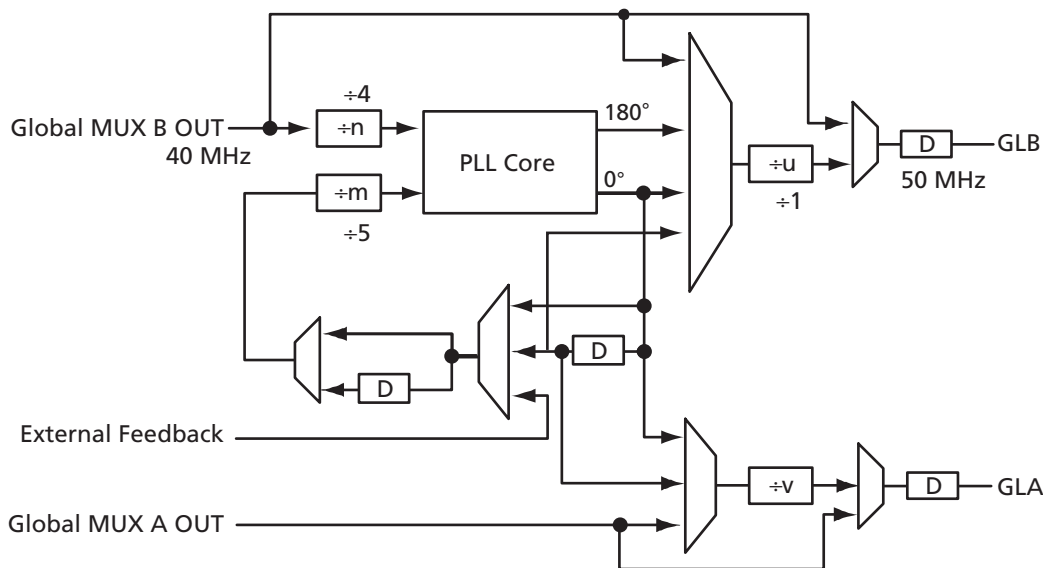 ÷4
Global MUX B OUT
÷n
180°
40 MHz
PLL Core
÷u
D
GLB
÷m
0°
50 MHz
÷5
÷1
D
D
External Feedback
÷v
D
GLA
Global MUX A OUT